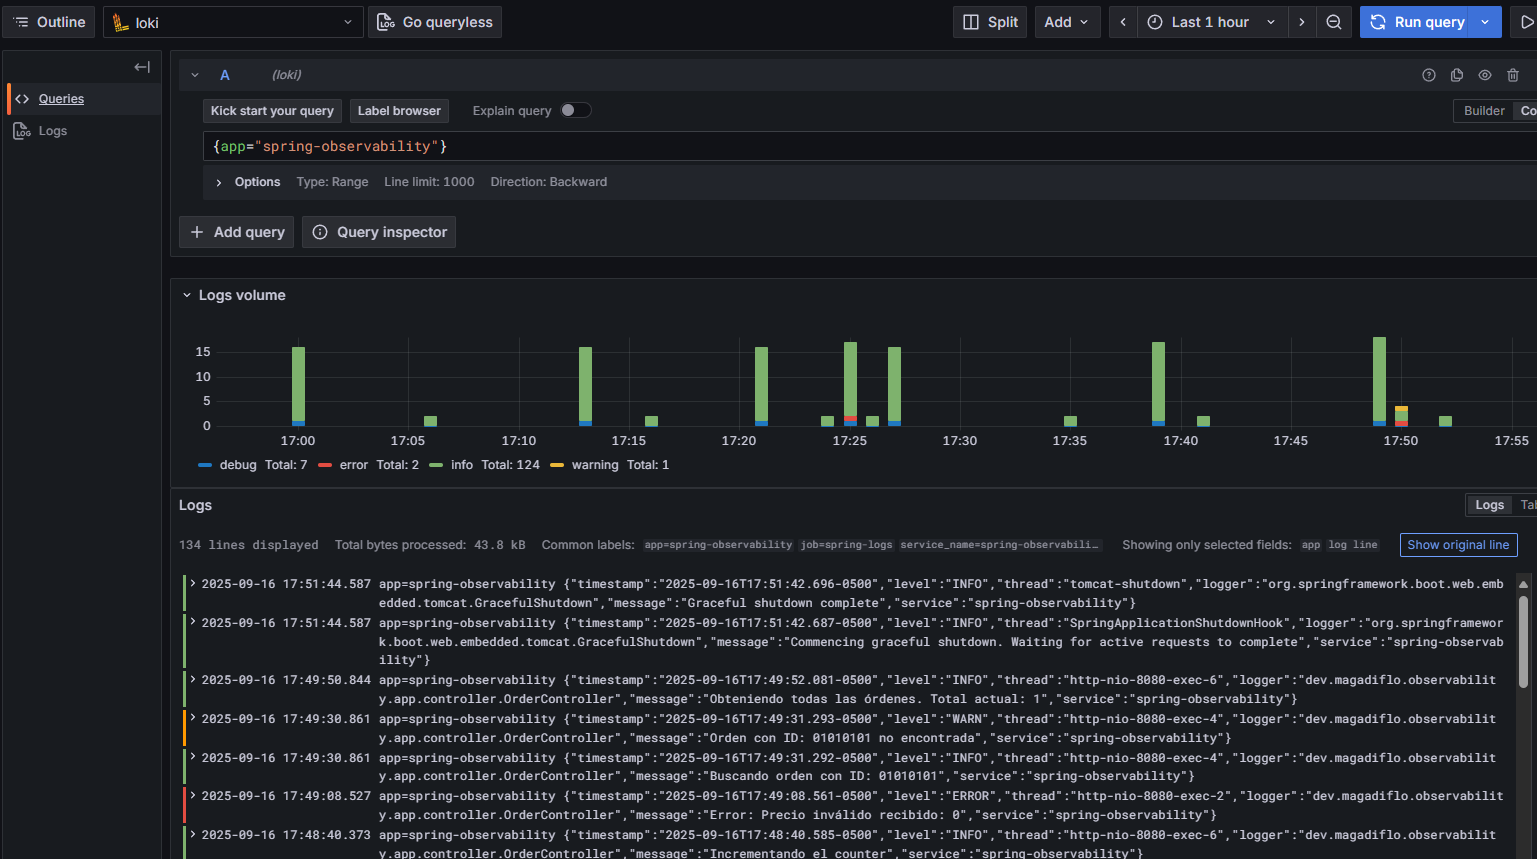 Outline
loki
LOG Go queryless
Split
Add
Last 1 hour
Run query
Queries
LOG Logs
A (loki)
Kick start your query Label browser Explain query
Builder Co
{app="spring-observability"}
Options Type: Range Line limit: 1000 Direction: Backward
+ Add query Query inspector
Logs volume
15
10
5
0
17:00 17:05 17:10 17:15 17:20 17:25 17:30 17:35 17:40 17:45 17:50 17:55
debug Total: 7 error Total: 2 info Total: 124 warning Total: 1
Logs
Logs Tab
134 lines displayed Total bytes processed: 43.8 kB Common labels: app=spring-observability job=spring-logs service_name=spring-observabili… Showing only selected fields: app log line Show original line
2025-09-16 17:51:44.587 app=spring-observability {"timestamp":"2025-09-16T17:51:42.696-0500","level":"INFO","thread":"tomcat-shutdown","logger":"org.springframework.boot.web.emb
edded.tomcat.GracefulShutdown","message":"Graceful shutdown complete","service":"spring-observability"}
2025-09-16 17:51:44.587 app=spring-observability {"timestamp":"2025-09-16T17:51:42.687-0500","level":"INFO","thread":"SpringApplicationShutdownHook","logger":"org.springframewor
k.boot.web.embedded.tomcat.GracefulShutdown","message":"Commencing graceful shutdown. Waiting for active requests to complete","service":"spring-observab
ility"}
2025-09-16 17:49:50.844 app=spring-observability {"timestamp":"2025-09-16T17:49:52.081-0500","level":"INFO","thread":"http-nio-8080-exec-6","logger":"dev.magadiflo.observabilit
y.app.controller.OrderController","message":"Obteniendo todas las órdenes. Total actual: 1","service":"spring-observability"}
2025-09-16 17:49:30.861 app=spring-observability {"timestamp":"2025-09-16T17:49:31.293-0500","level":"WARN","thread":"http-nio-8080-exec-4","logger":"dev.magadiflo.observabilit
y.app.controller.OrderController","message":"Orden con ID: 01010101 no encontrada","service":"spring-observability"}
2025-09-16 17:49:30.861 app=spring-observability {"timestamp":"2025-09-16T17:49:31.292-0500","level":"INFO","thread":"http-nio-8080-exec-4","logger":"dev.magadiflo.observabilit
y.app.controller.OrderController","message":"Buscando orden con ID: 01010101","service":"spring-observability"}
2025-09-16 17:49:08.527 app=spring-observability {"timestamp":"2025-09-16T17:49:08.561-0500","level":"ERROR","thread":"http-nio-8080-exec-2","logger":"dev.magadiflo.observabili
ty.app.controller.OrderController","message":"Error: Precio inválido recibido: 0","service":"spring-observability"}
2025-09-16 17:48:40.373 app=spring-observability {"timestamp":"2025-09-16T17:48:40.585-0500","level":"INFO","thread":"http-nio-8080-exec-6","logger":"dev.magadiflo.observabilit
y.app.controller.OrderController","message":"Incrementando el counter","service":"spring-observability"}